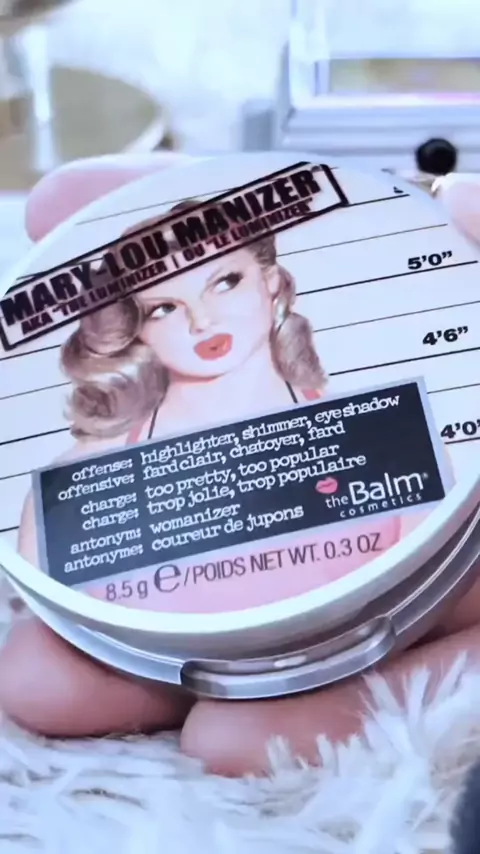 MARY-LOU MANIZER
AKA "THE LUMINIZER | OU "LE LUMINIZER"
5'0"
4'6"
4'0
offense: highlighter, shimmer, eyeshadow
offensive: fard clair, chatoyer, fard
charge: too pretty, too popular
charge: trop jolie, trop populaire
antonym: womanizer
antonyme: coureur de jupons
theBalm®
cosmetics
8.5 g ℮/POIDS NET WT. 0.3 OZ